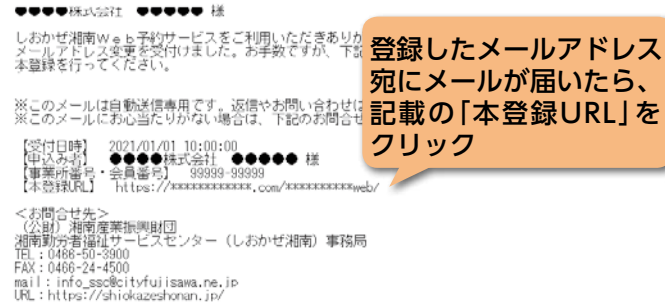 ●●●●株式会社 ●●●●● 様
しおかぜ湘南Ｗｅｂ予約サービスをご利用いただきありが
メールアドレス変更を受付けました。お手数ですが、下記
本登録を行ってください。
※このメールは自動送信専用です。返信やお問い合わせは
※このメールにお心当たりがない場合は、下記のお問合せ
【受付日時】 2021/01/01 10:00:00
【申込み者】 ●●●●株式会社 ●●●●● 様
【事業所番号・会員番号】 99999-99999
【本登録URL】 https://xxxxxxxxxxxx.com/xxxxxxxxxxweb/
＜お問合せ先＞
（公財）湘南産業振興財団
湘南勤労者福祉サービスセンター（しおかぜ湘南）事務局
TEL：0466-50-3900
FAX：0466-24-4500
mail：info_ssc@cityfujisawa.ne.jp
URL：https://shiokazeshonan.jp/
登録したメールアドレス
宛にメールが届いたら、
記載の「本登録URL」を
クリック